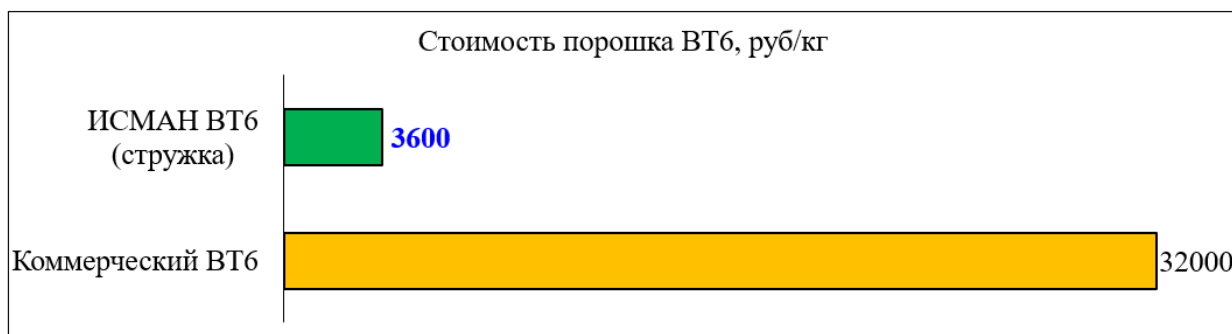 Стоимость порошка ВТ6, руб/кг
ИСМАН ВТ6
(стружка)
3600
Коммерческий ВТ6
32000